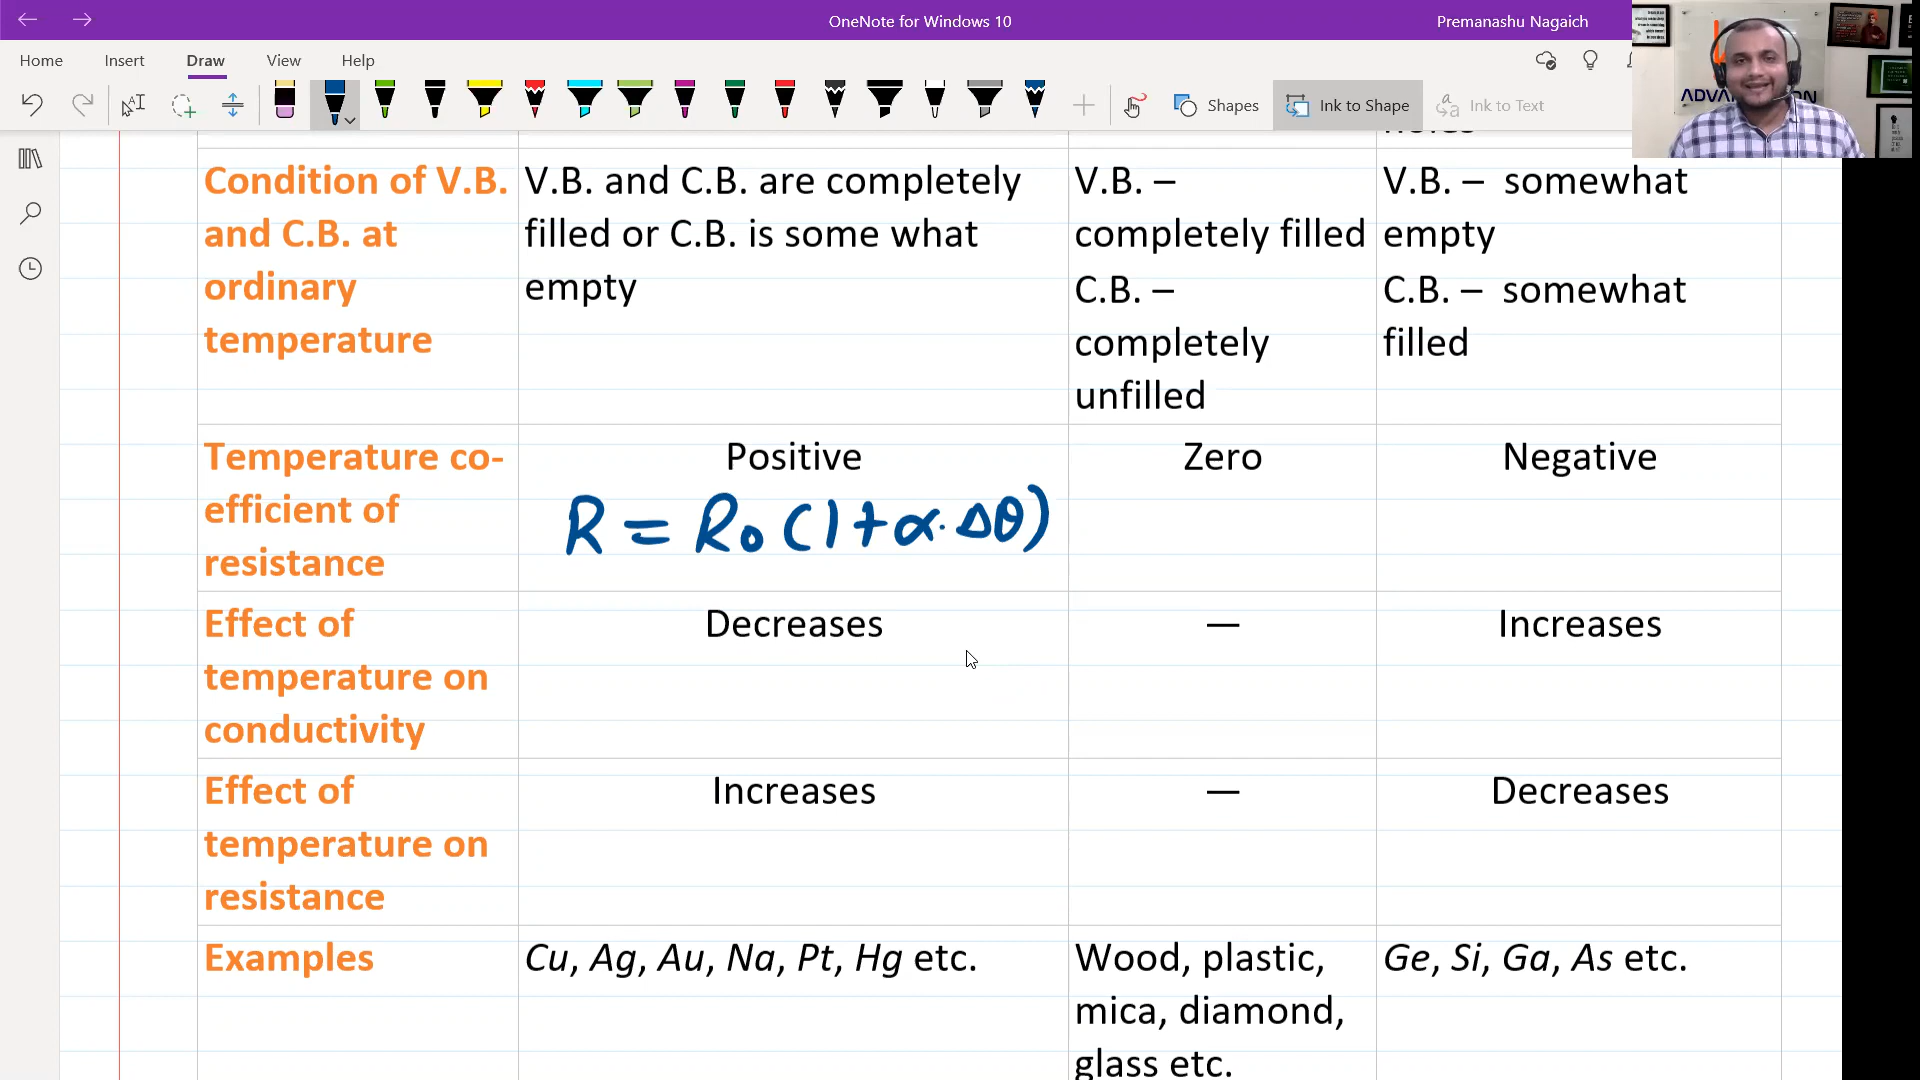 OneNote for Windows 10
Premanashu Nagaich
Home Insert Draw View Help
Shapes Ink to Shape Ink to Text
Condition of V.B.
and C.B. at
ordinary
temperature
V.B. and C.B. are completely
filled or C.B. is some what
empty
V.B. –
completely filled
C.B. –
completely
unfilled
V.B. – somewhat
empty
C.B. – somewhat
filled
Temperature co-
efficient of
resistance
Positive
R = R₀ (1 + α · Δθ)
Zero
Negative
Effect of
temperature on
conductivity
Decreases
—
Increases
Effect of
temperature on
resistance
Increases
—
Decreases
Examples
Cu, Ag, Au, Na, Pt, Hg etc.
Wood, plastic,
mica, diamond,
glass etc.
Ge, Si, Ga, As etc.